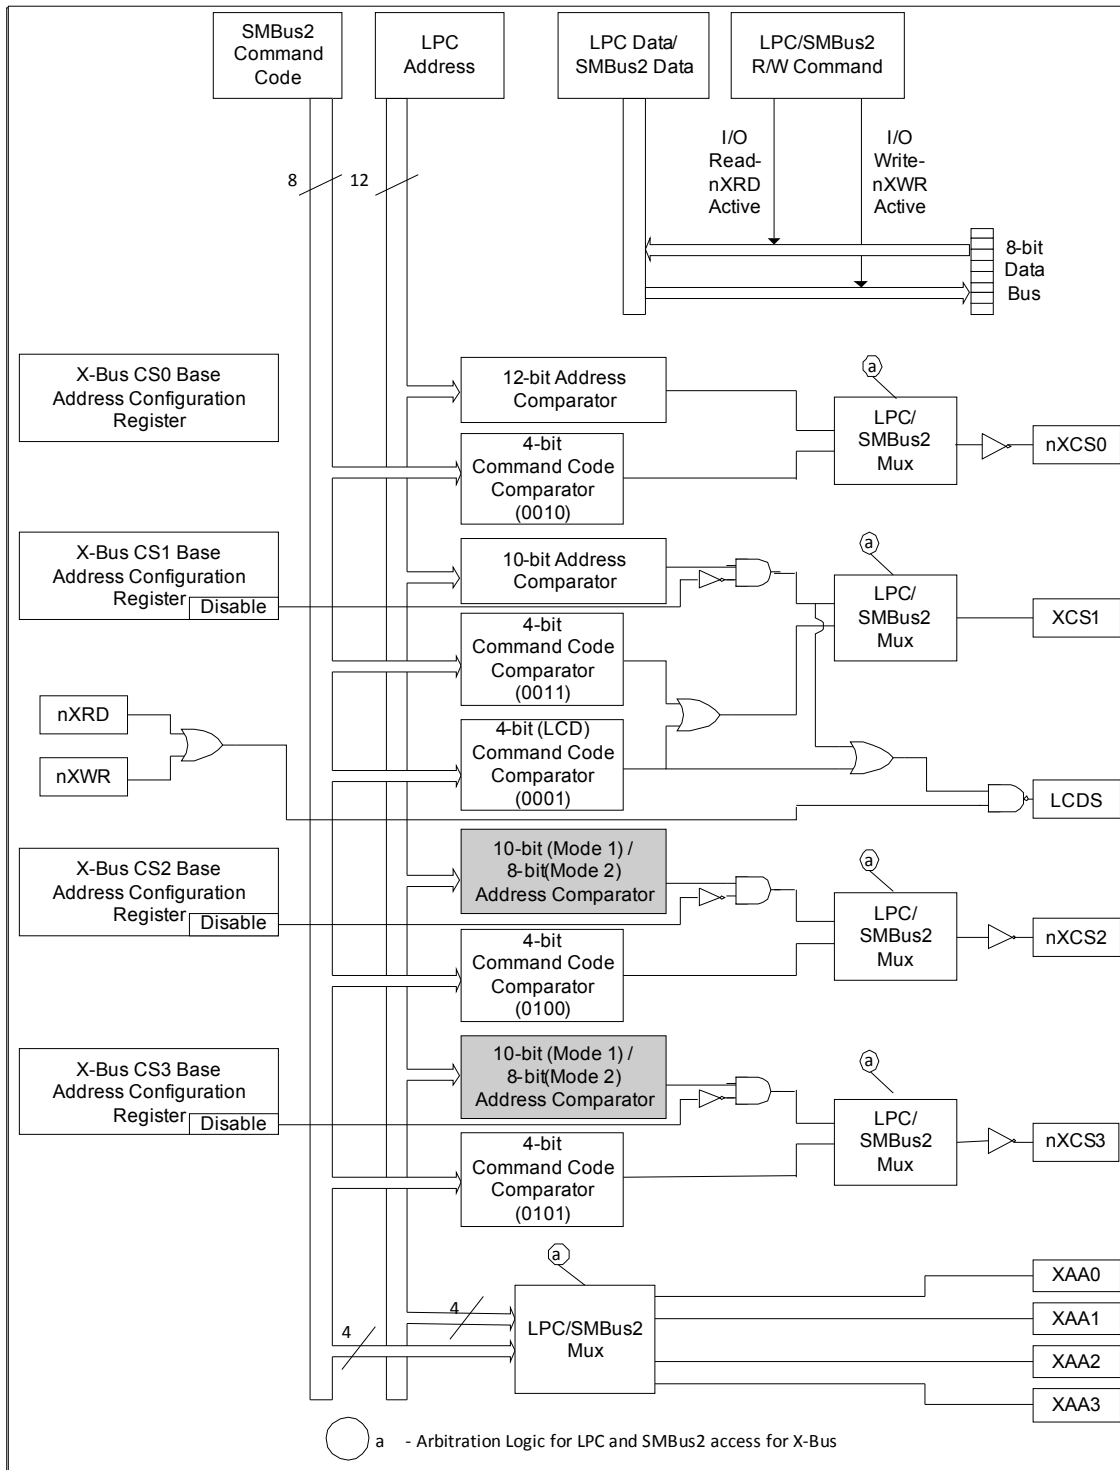 SMBus2
Command
Code
LPC
Address
LPC Data/
SMBus2 Data
LPC/SMBus2
R/W Command
8
12
I/O
Read-
nXRD
Active
I/O
Write-
nXWR
Active
8-bit
Data
Bus
X-Bus CS0 Base
Address Configuration
Register
12-bit Address
Comparator
4-bit
Command Code
Comparator
(0010)
a
LPC/
SMBus2
Mux
nXCS0
X-Bus CS1 Base
Address Configuration
Register
Disable
10-bit Address
Comparator
4-bit
Command Code
Comparator
(0011)
a
LPC/
SMBus2
Mux
XCS1
nXRD
nXWR
4-bit (LCD)
Command Code
Comparator
(0001)
LCDS
X-Bus CS2 Base
Address Configuration
Register
Disable
10-bit (Mode 1) /
8-bit(Mode 2)
Address Comparator
4-bit
Command Code
Comparator
(0100)
a
LPC/
SMBus2
Mux
nXCS2
X-Bus CS3 Base
Address Configuration
Register
Disable
10-bit (Mode 1) /
8-bit(Mode 2)
Address Comparator
4-bit
Command Code
Comparator
(0101)
a
LPC/
SMBus2
Mux
nXCS3
4
4
a
LPC/SMBus2
Mux
XAA0
XAA1
XAA2
XAA3
a - Arbitration Logic for LPC and SMBus2 access for X-Bus